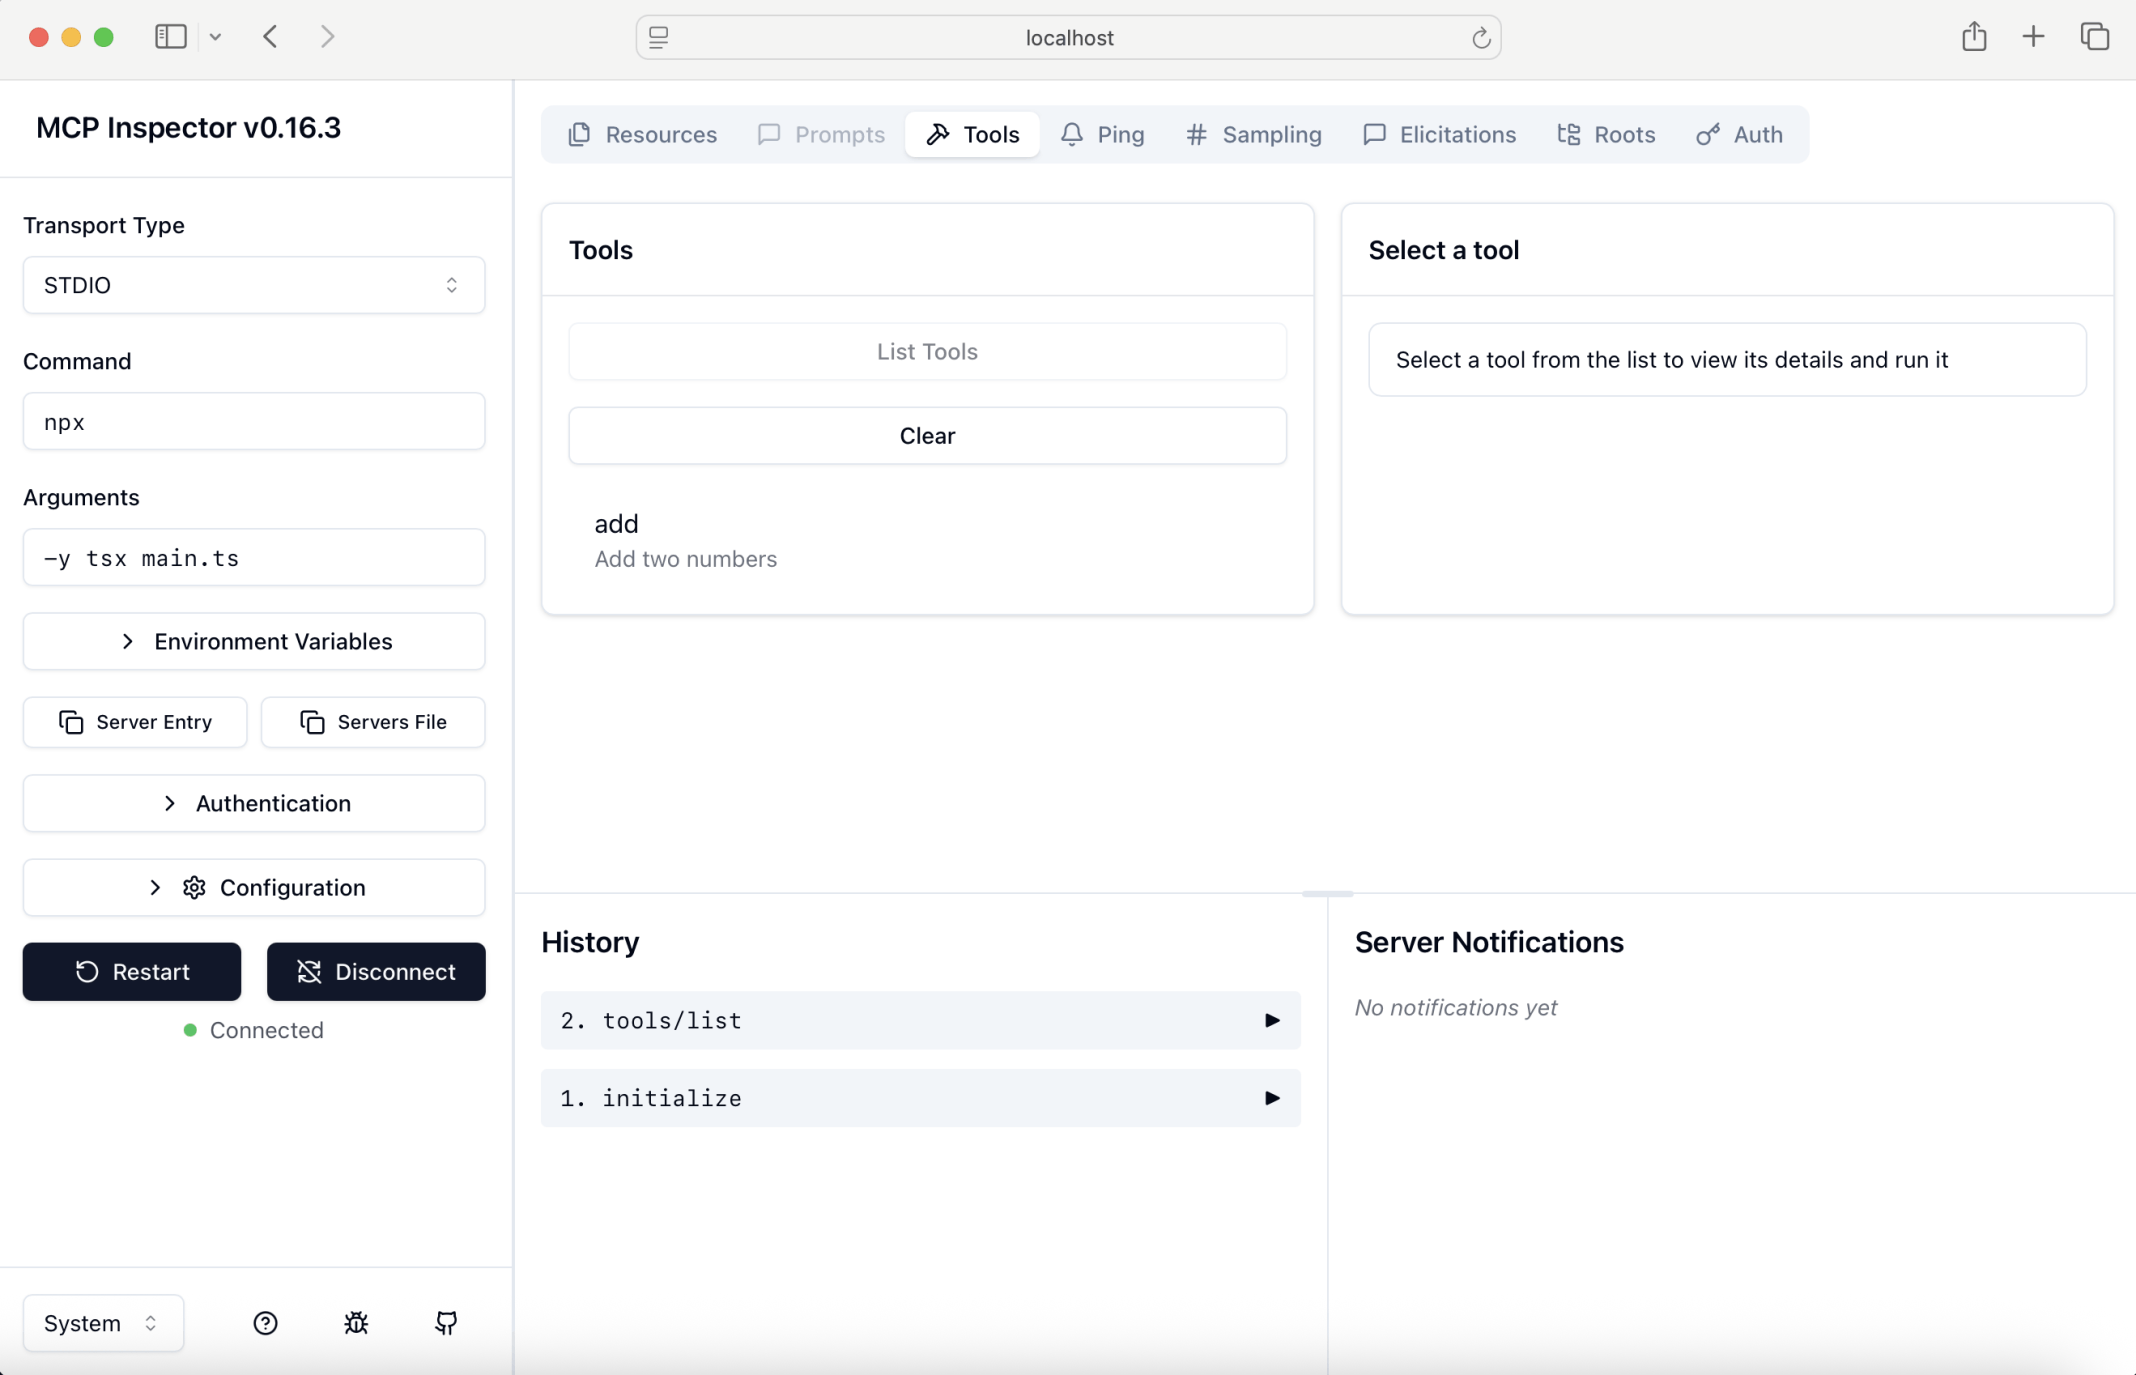 localhost
MCP Inspector v0.16.3
Transport Type
STDIO
Command
npx
Arguments
-y tsx main.ts
Environment Variables
Server Entry
Servers File
Authentication
Configuration
Restart
Disconnect
Connected
System
Resources
Prompts
Tools
Ping
Sampling
Elicitations
Roots
Auth
Tools
List Tools
Clear
add
Add two numbers
Select a tool
Select a tool from the list to view its details and run it
History
2. tools/list
1. initialize
Server Notifications
No notifications yet